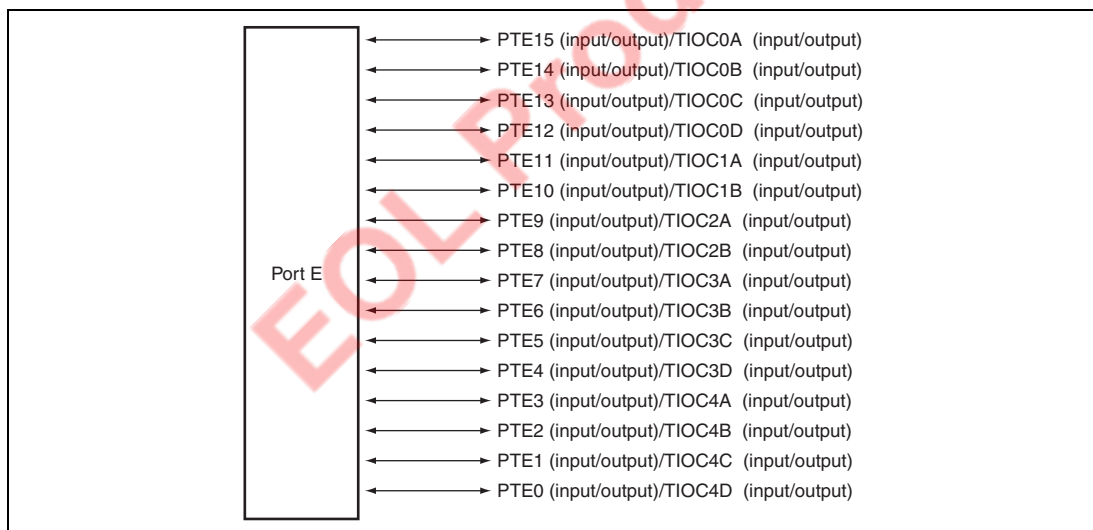 PTE15 (input/output)/TIOC0A (input/output)
PTE14 (input/output)/TIOC0B (input/output)
PTE13 (input/output)/TIOC0C (input/output)
PTE12 (input/output)/TIOC0D (input/output)
PTE11 (input/output)/TIOC1A (input/output)
PTE10 (input/output)/TIOC1B (input/output)
PTE9 (input/output)/TIOC2A (input/output)
PTE8 (input/output)/TIOC2B (input/output)
Port E
PTE7 (input/output)/TIOC3A (input/output)
PTE6 (input/output)/TIOC3B (input/output)
PTE5 (input/output)/TIOC3C (input/output)
PTE4 (input/output)/TIOC3D (input/output)
PTE3 (input/output)/TIOC4A (input/output)
PTE2 (input/output)/TIOC4B (input/output)
PTE1 (input/output)/TIOC4C (input/output)
PTE0 (input/output)/TIOC4D (input/output)
EOL Prod